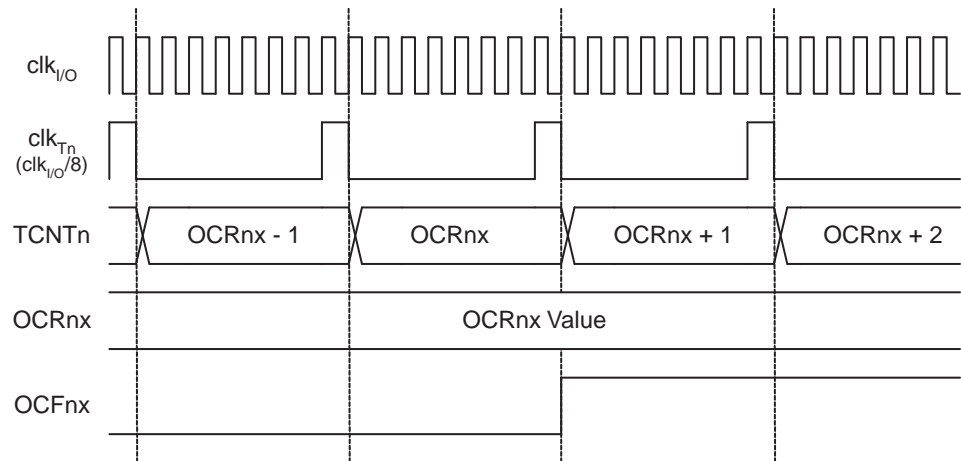 clkI/O
clkTn
(clkI/O/8)
TCNTn
OCRnx - 1
OCRnx
OCRnx + 1
OCRnx + 2
OCRnx
OCRnx Value
OCFnx